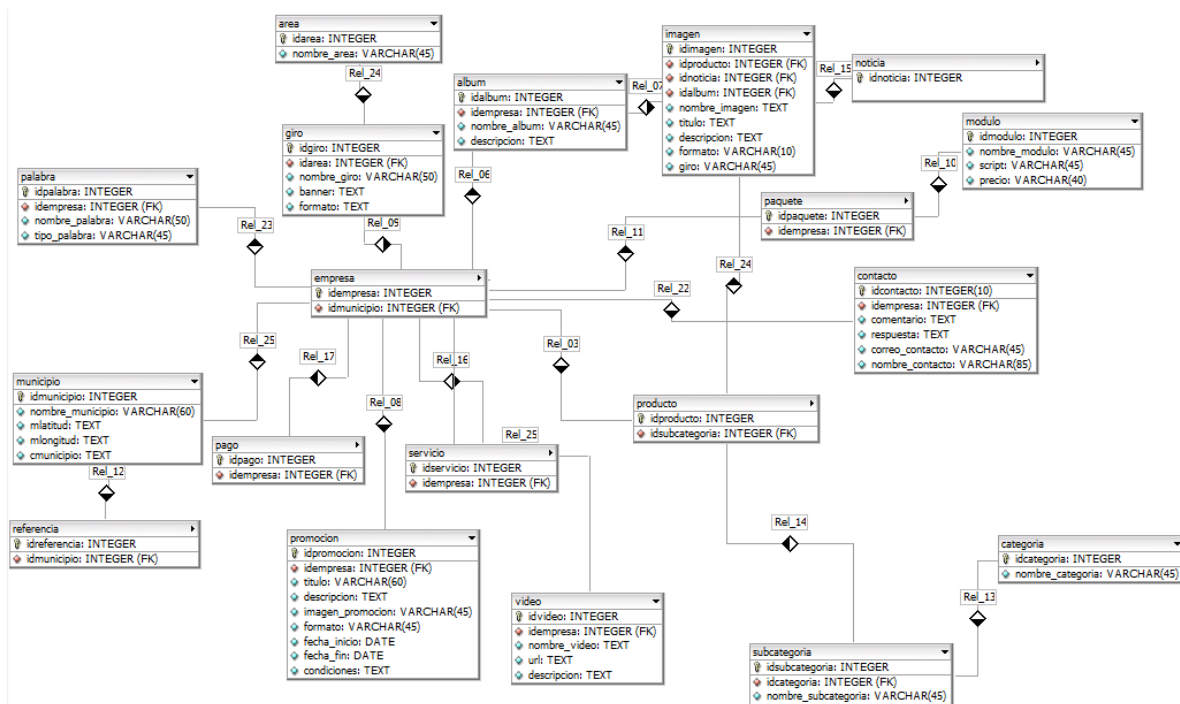 area
idarea: INTEGER
nombre_area: VARCHAR(45)
Rel_24
giro
idgiro: INTEGER
idarea: INTEGER (FK)
nombre_giro: VARCHAR(50)
banner: TEXT
formato: TEXT
Rel_09
album
idalbum: INTEGER
idempresa: INTEGER (FK)
nombre_album: VARCHAR(45)
descripcion: TEXT
Rel_06
Rel_07
imagen
idimagen: INTEGER
idproducto: INTEGER (FK)
idnoticia: INTEGER (FK)
idalbum: INTEGER (FK)
nombre_imagen: TEXT
titulo: TEXT
descripcion: TEXT
formato: VARCHAR(10)
giro: VARCHAR(45)
Rel_15
noticia
idnoticia: INTEGER
modulo
idmodulo: INTEGER
nombre_modulo: VARCHAR(45)
script: VARCHAR(45)
precio: VARCHAR(40)
Rel_10
palabra
idpalabra: INTEGER
idempresa: INTEGER (FK)
nombre_palabra: VARCHAR(50)
tipo_palabra: VARCHAR(45)
Rel_23
paquete
idpaquete: INTEGER
idempresa: INTEGER (FK)
Rel_11
Rel_24
empresa
idempresa: INTEGER
idmunicipio: INTEGER (FK)
Rel_22
contacto
idcontacto: INTEGER(10)
idempresa: INTEGER (FK)
comentario: TEXT
respuesta: TEXT
correo_contacto: VARCHAR(45)
nombre_contacto: VARCHAR(85)
Rel_25
Rel_17
Rel_16
Rel_03
municipio
idmunicipio: INTEGER
nombre_municipio: VARCHAR(60)
mlatitud: TEXT
mlongitud: TEXT
cmunicipio: TEXT
Rel_12
Rel_08
producto
idproducto: INTEGER
idsubcategoria: INTEGER (FK)
pago
idpago: INTEGER
idempresa: INTEGER (FK)
servicio
idservicio: INTEGER
idempresa: INTEGER (FK)
Rel_25
referencia
idreferencia: INTEGER
idmunicipio: INTEGER (FK)
promocion
idpromocion: INTEGER
idempresa: INTEGER (FK)
titulo: VARCHAR(60)
descripcion: TEXT
imagen_promocion: VARCHAR(45)
formato: VARCHAR(45)
fecha_inicio: DATE
fecha_fin: DATE
condiciones: TEXT
Rel_14
categoria
idcategoria: INTEGER
nombre_categoria: VARCHAR(45)
Rel_13
video
idvideo: INTEGER
idempresa: INTEGER (FK)
nombre_video: TEXT
url: TEXT
descripcion: TEXT
subcategoria
idsubcategoria: INTEGER
idcategoria: INTEGER (FK)
nombre_subcategoria: VARCHAR(45)